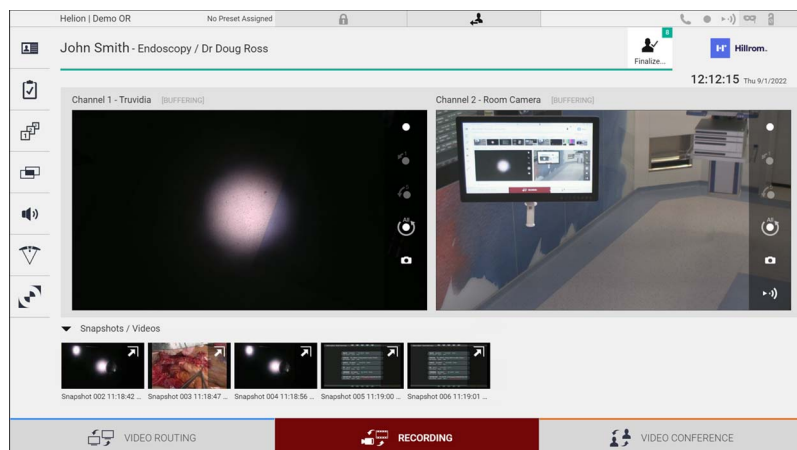 Helion | Demo OR
No Preset Assigned
8
John Smith - Endoscopy / Dr Doug Ross
Finalize...
H Hillrom.
12:12:15 Thu 9/1/2022
Channel 1 - Truvidia [BUFFERING]
Channel 2 - Room Camera [BUFFERING]
All
All
Snapshots / Videos
Snapshot 002 11:18:42 ...
Snapshot 003 11:18:47 ...
Snapshot 004 11:18:56 ...
Snapshot 005 11:19:00 ...
Snapshot 006 11:19:01 ...
VIDEO ROUTING
RECORDING
VIDEO CONFERENCE